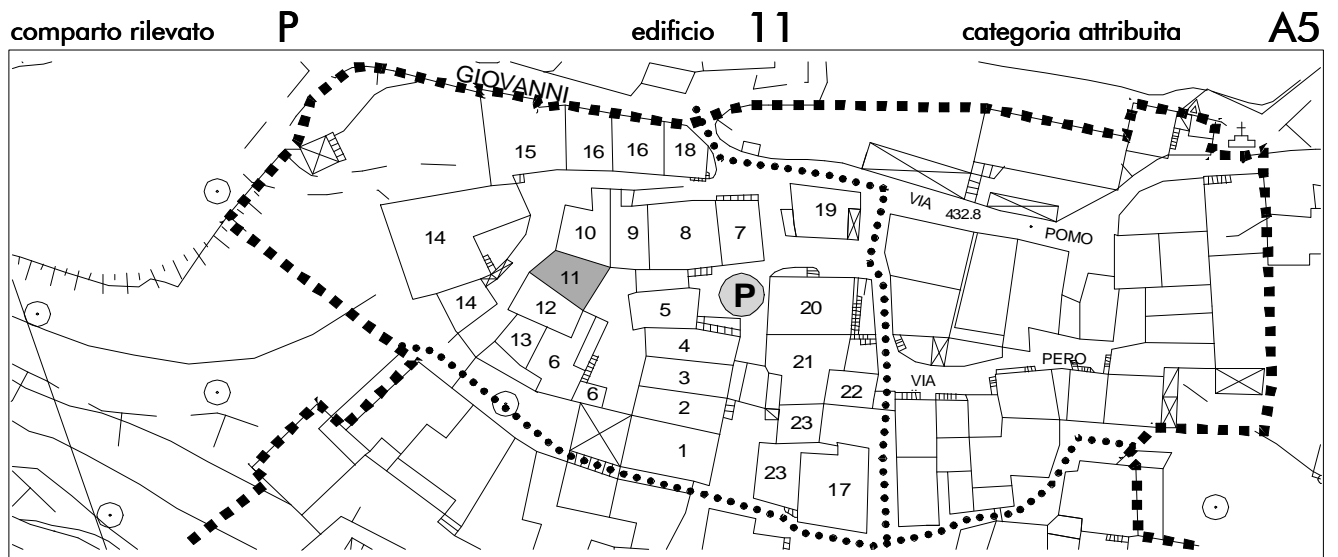 comparto rilevato P edificio 11 categoria attribuita A5
GIOVANNI
15 16 16 18
VIA 432.8 POMO
19
14 10 9 8 7
11
P
14 12 5 20
13 6 4 21 PERO
3 VIA
6 22
2 23
1
23 17